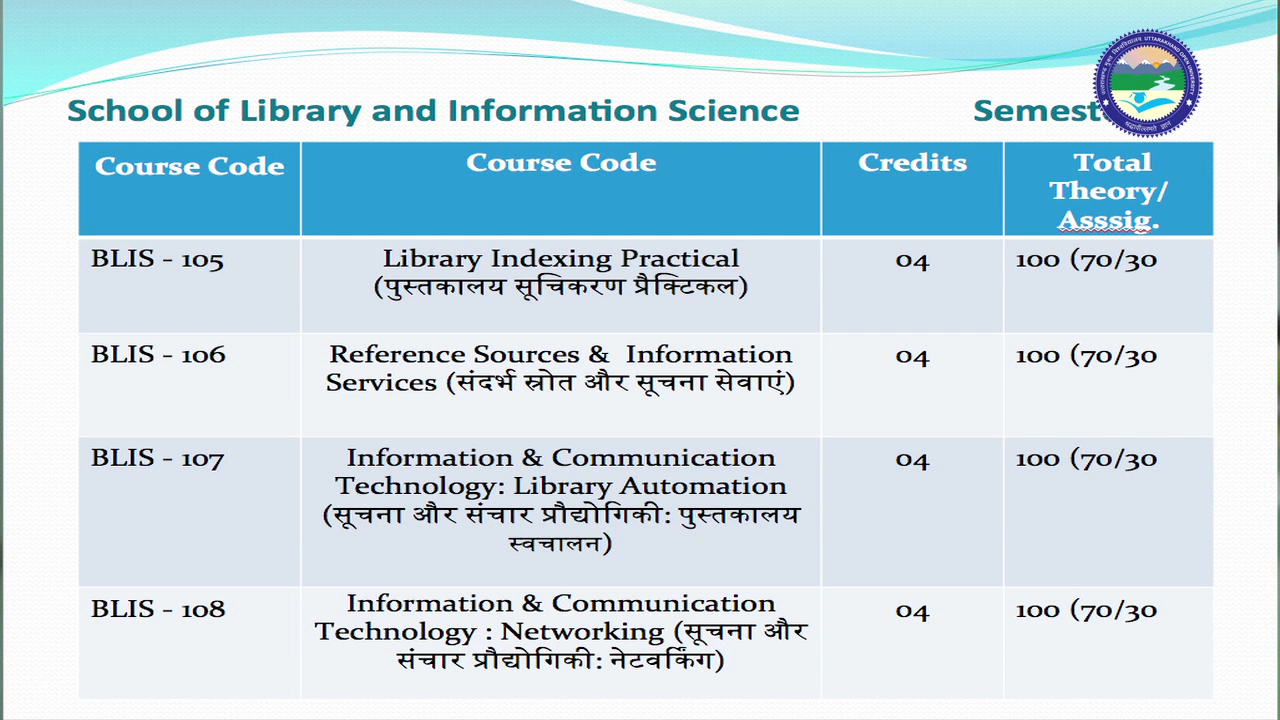 School of Library and Information Science
Semest
UTTARAKHAND OPEN UNIVERSITY
Course Code
Course Code
Credits
Total
Theory/
Asssig.
BLIS - 105
Library Indexing Practical
(पुस्तकालय सूचिकरण प्रैक्टिकल)
04
100 (70/30
BLIS - 106
Reference Sources & Information
Services (संदर्भ स्रोत और सूचना सेवाएं)
04
100 (70/30
BLIS - 107
Information & Communication
Technology: Library Automation
(सूचना और संचार प्रौद्योगिकी: पुस्तकालय
स्वचालन)
04
100 (70/30
BLIS - 108
Information & Communication
Technology : Networking (सूचना और
संचार प्रौद्योगिकी: नेटवर्किंग)
04
100 (70/30